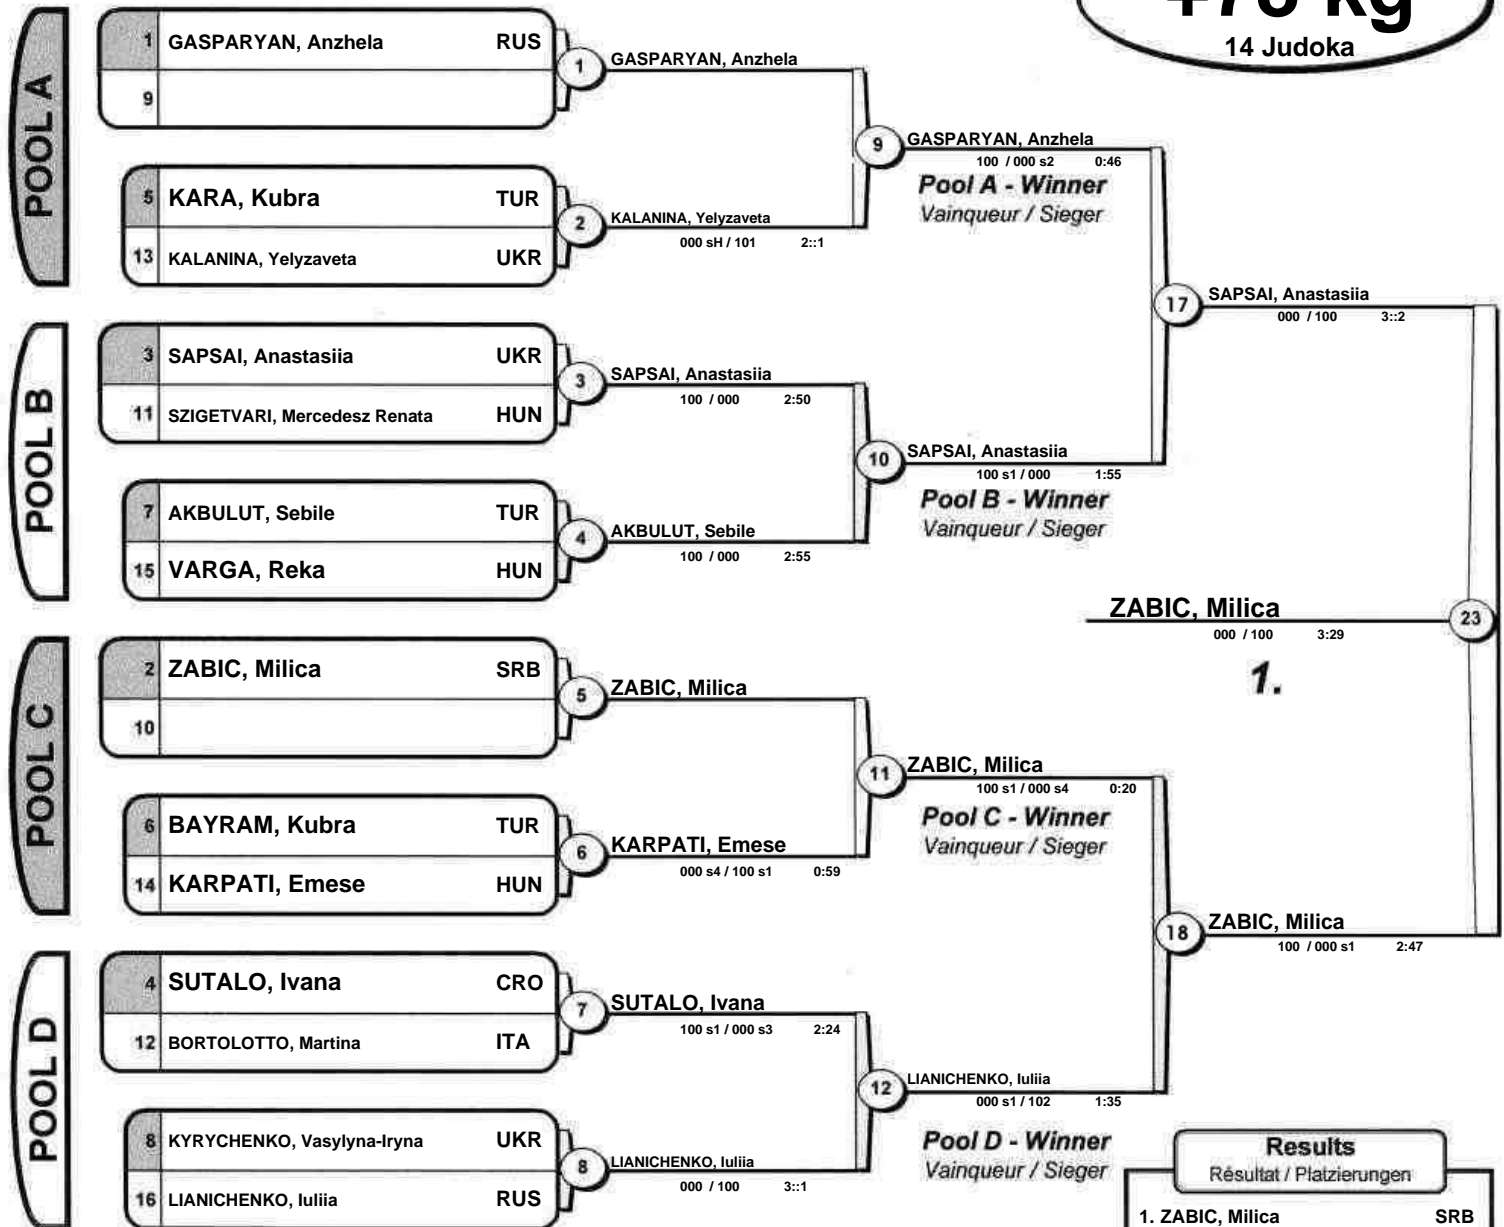 +78 kg
14 Judoka
POOL A
1 GASPARYAN, Anzhela RUS
9
5 KARA, Kubra TUR
13 KALANINA, Yelyzaveta UKR
1 GASPARYAN, Anzhela
2 KALANINA, Yelyzaveta
000 sH / 101 2::1
9 GASPARYAN, Anzhela
100 / 000 s2 0:46
Pool A - Winner
Vainqueur / Sieger
POOL B
3 SAPSAI, Anastasiia UKR
11 SZIGETVARI, Mercedesz Renata HUN
7 AKBULUT, Sebile TUR
15 VARGA, Reka HUN
3 SAPSAI, Anastasiia
100 / 000 2:50
4 AKBULUT, Sebile
100 / 000 2:55
10 SAPSAI, Anastasiia
100 s1 / 000 1:55
Pool B - Winner
Vainqueur / Sieger
17 SAPSAI, Anastasiia
000 / 100 3::2
ZABIC, Milica 23
000 / 100 3:29
1.
POOL C
2 ZABIC, Milica SRB
10
6 BAYRAM, Kubra TUR
14 KARPATI, Emese HUN
5 ZABIC, Milica
6 KARPATI, Emese
000 s4 / 100 s1 0:59
11 ZABIC, Milica
100 s1 / 000 s4 0:20
Pool C - Winner
Vainqueur / Sieger
18 ZABIC, Milica
100 / 000 s1 2:47
POOL D
4 SUTALO, Ivana CRO
12 BORTOLOTTO, Martina ITA
8 KYRYCHENKO, Vasylyna-Iryna UKR
16 LIANICHENKO, Iuliia RUS
7 SUTALO, Ivana
100 s1 / 000 s3 2:24
8 LIANICHENKO, Iuliia
000 / 100 3::1
12 LIANICHENKO, Iuliia
000 s1 / 102 1:35
Pool D - Winner
Vainqueur / Sieger
Results
Résultat / Platzierungen
1. ZABIC, Milica SRB